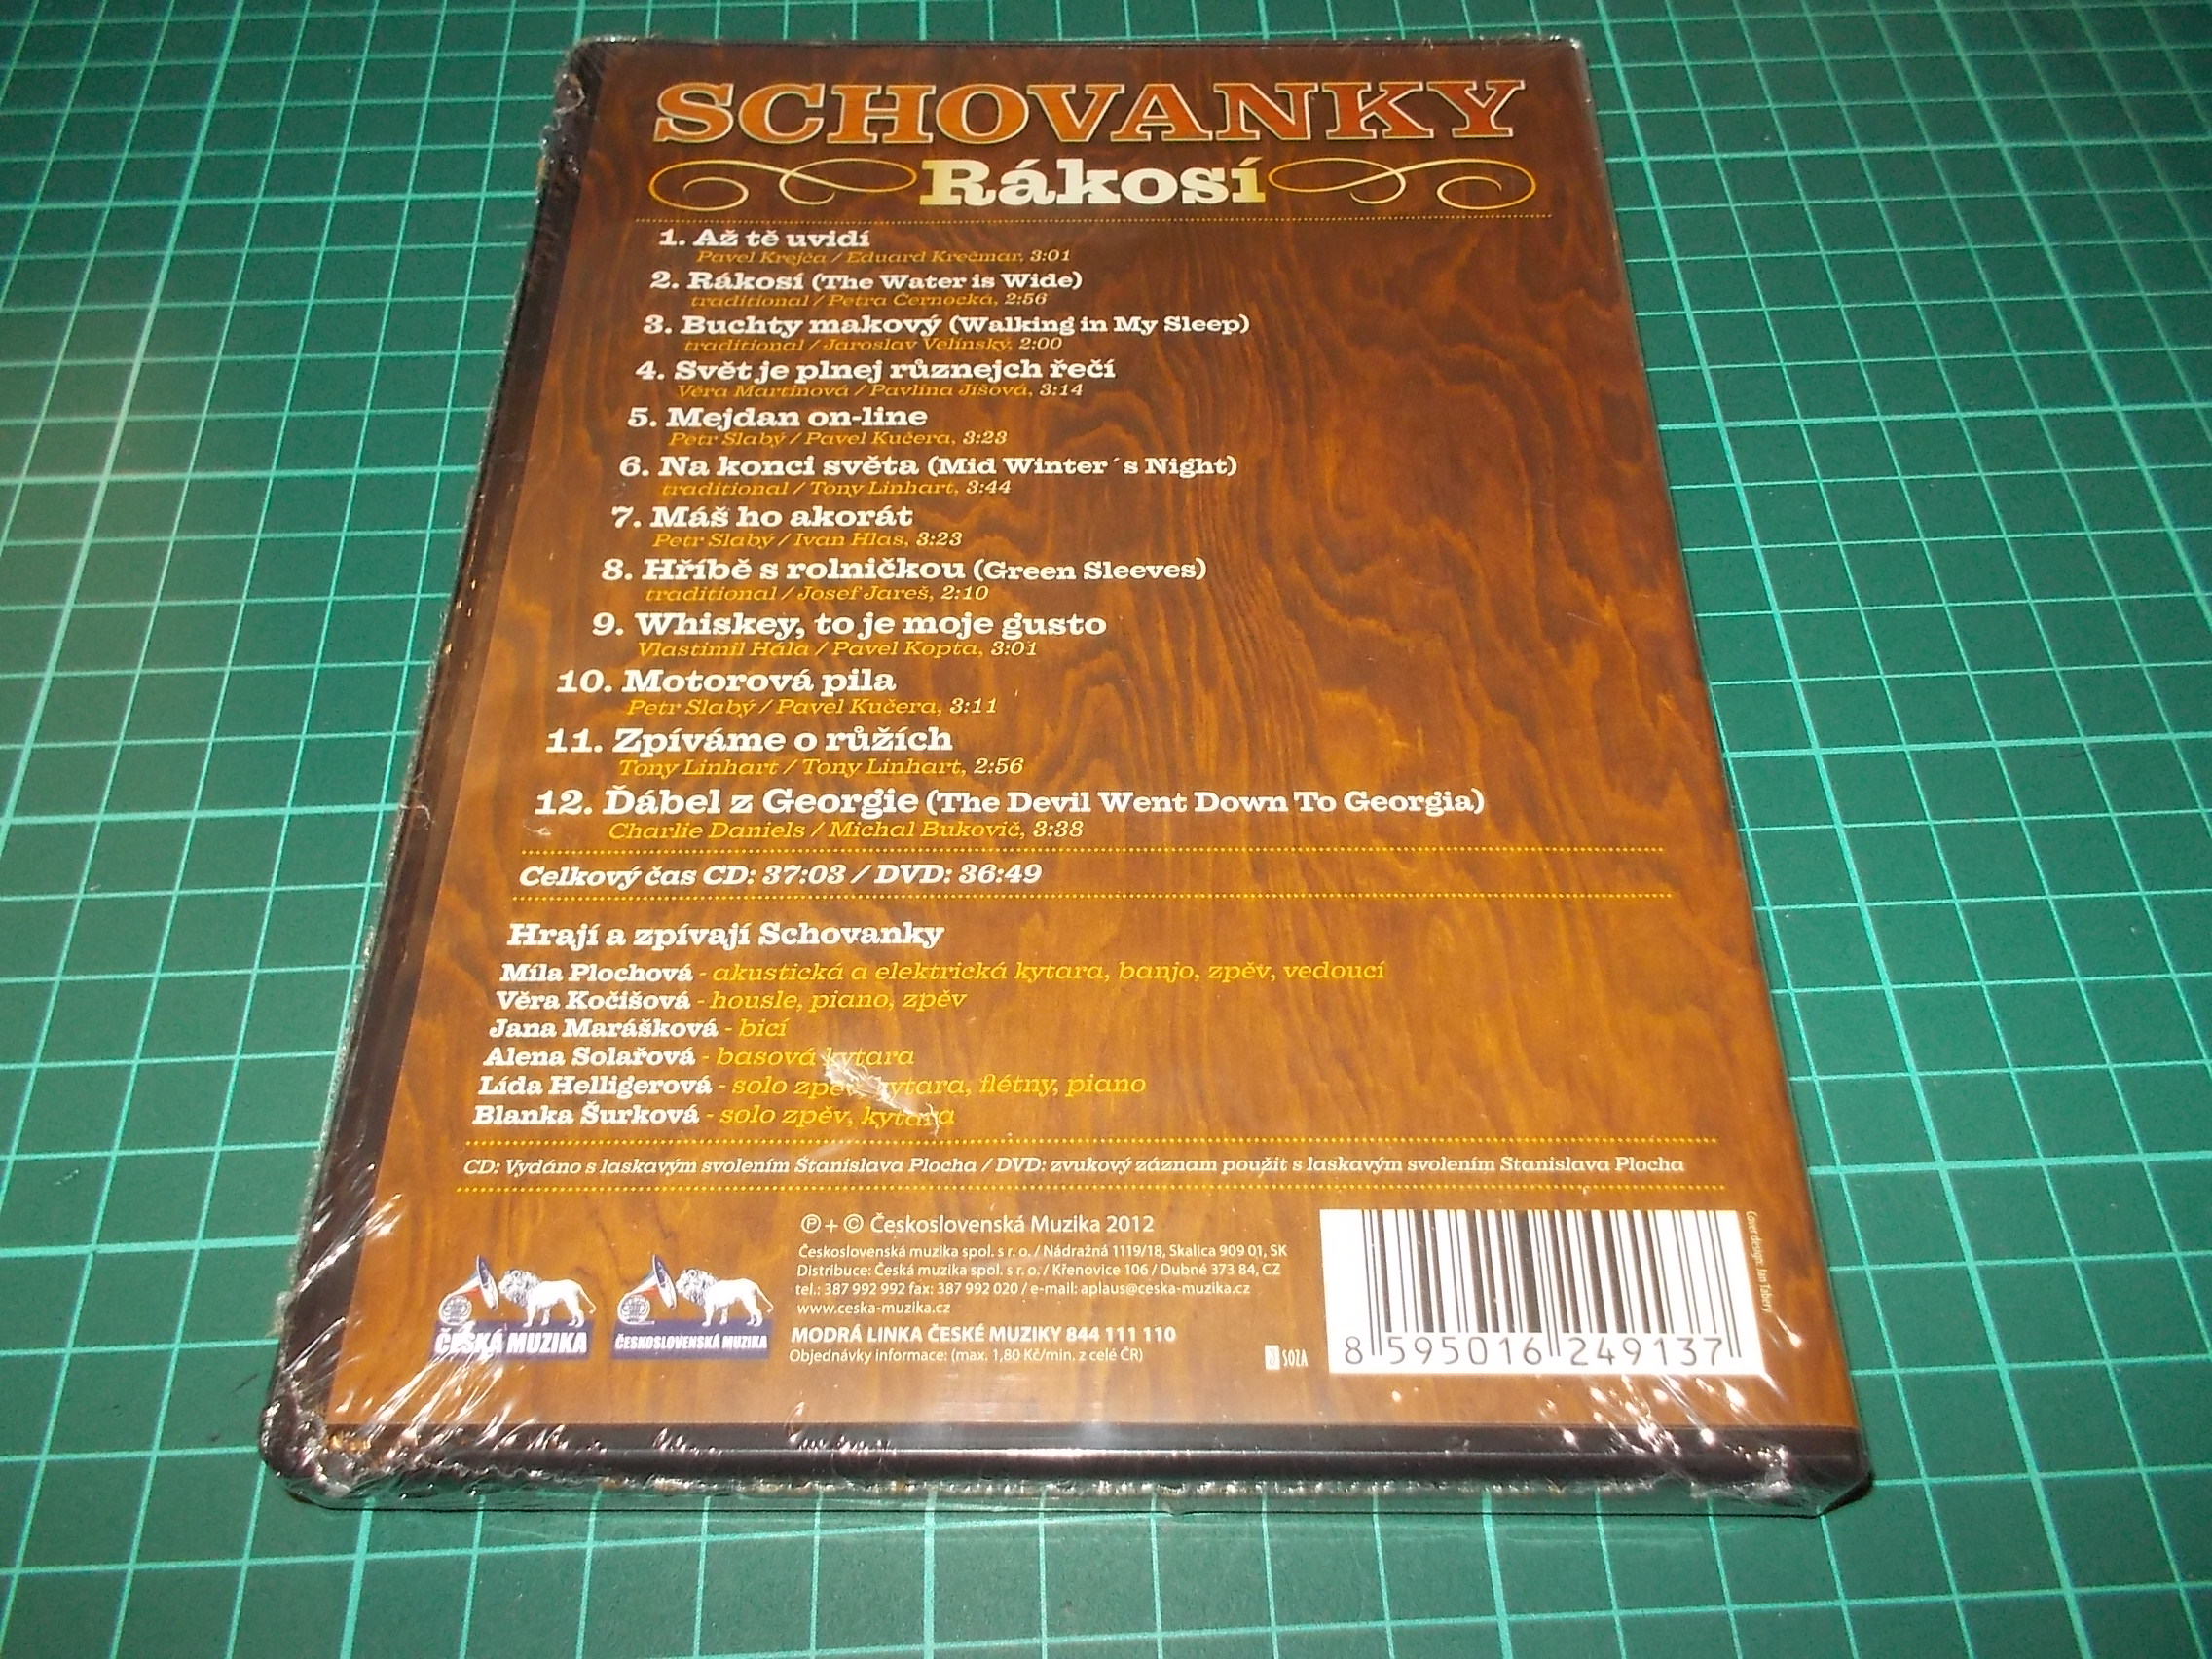 SCHOVANKY
Rákosí
1. Až tě uvidí
Pavel Krejča / Eduard Krečmar, 3:01
2. Rákosí (The Water is Wide)
traditional / Petra Černocká, 2:56
3. Buchty makový (Walking in My Sleep)
traditional / Jaroslav Velinský, 2:00
4. Svět je plnej různejch řečí
Věra Martinová / Pavlína Jíšová, 3:14
5. Mejdan on-line
Petr Slabý / Pavel Kučera, 3:23
6. Na konci světa (Mid Winter´s Night)
traditional / Tony Linhart, 3:44
7. Máš ho akorát
Petr Slabý / Ivan Hlas, 3:23
8. Hříbě s rolničkou (Green Sleeves)
traditional / Josef Jareš, 2:10
9. Whiskey, to je moje gusto
Vlastimil Hála / Pavel Kopta, 3:01
10. Motorová pila
Petr Slabý / Pavel Kučera, 3:11
11. Zpíváme o růžích
Tony Linhart / Tony Linhart, 2:56
12. Ďábel z Georgie (The Devil Went Down To Georgia)
Charlie Daniels / Michal Bukovič, 3:38
Celkový čas CD: 37:03 / DVD: 36:49
Hrají a zpívají Schovanky
Míla Plochová - akustická a elektrická kytara, banjo, zpěv, vedoucí
Věra Kočišová - housle, piano, zpěv
Jana Marášková - bicí
Alena Solařová - basová kytara
Lída Helligerová - solo zpěv, kytara, flétny, piano
Blanka Šurková - solo zpěv, kytara
CD: Vydáno s laskavým svolením Stanislava Plocha / DVD: zvukový záznam použit s laskavým svolením Stanislava Plocha
℗ + © Československá Muzika 2012
Československá muzika spol. s r. o. / Nádražná 1119/18, Skalica 909 01, SK
Distribuce: Česká muzika spol. s r. o. / Křenovice 106 / Dubné 373 84, CZ
tel.: 387 992 992 fax: 387 992 020 / e-mail: aplaus@ceska-muzika.cz
www.ceska-muzika.cz
MODRÁ LINKA ČESKÉ MUZIKY 844 111 110
Objednávky informace: (max. 1,80 Kč/min. z celé ČR)
ČESKÁ MUZIKA
ČESKOSLOVENSKÁ MUZIKA
SOZA
8 595016 249137
Cover design: Jan Tabery